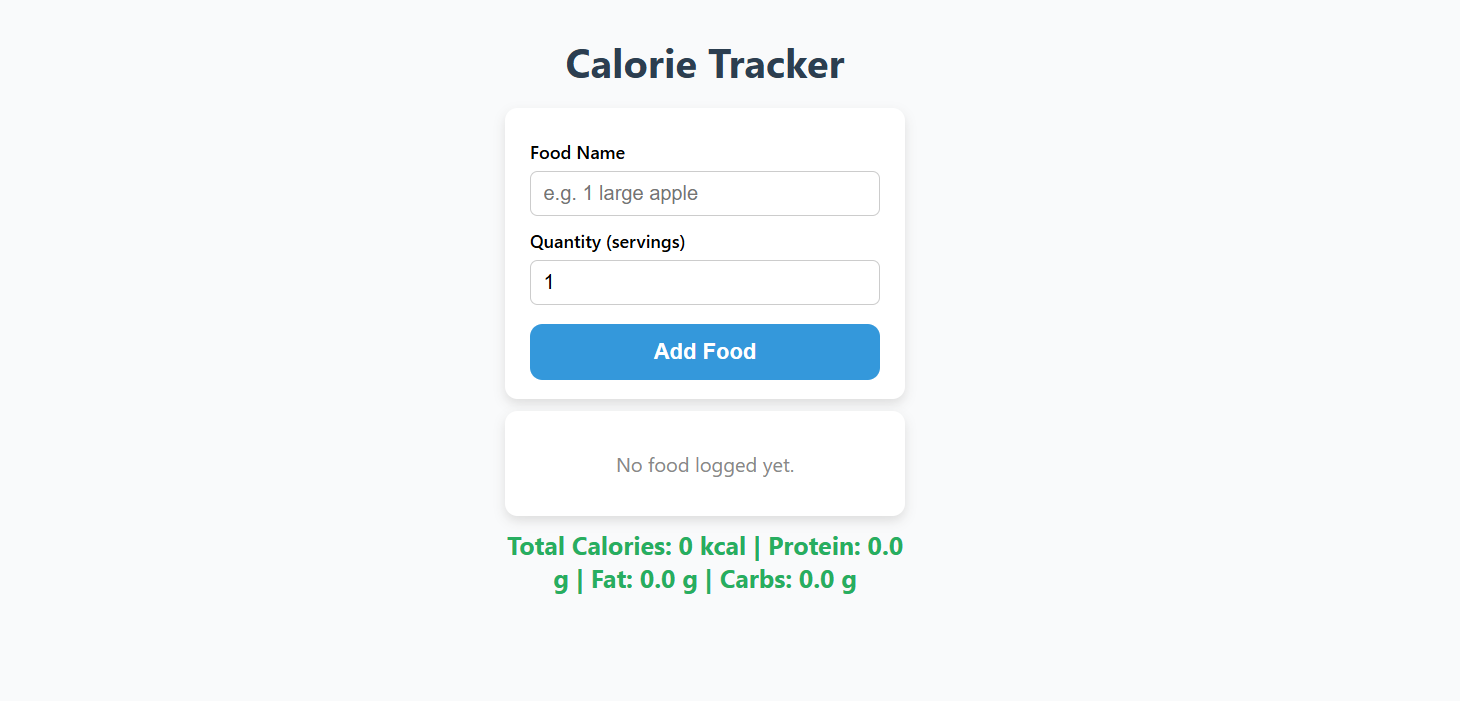 Calorie Tracker
Food Name
e.g. 1 large apple
Quantity (servings)
1
Add Food
No food logged yet.
Total Calories: 0 kcal | Protein: 0.0
g | Fat: 0.0 g | Carbs: 0.0 g